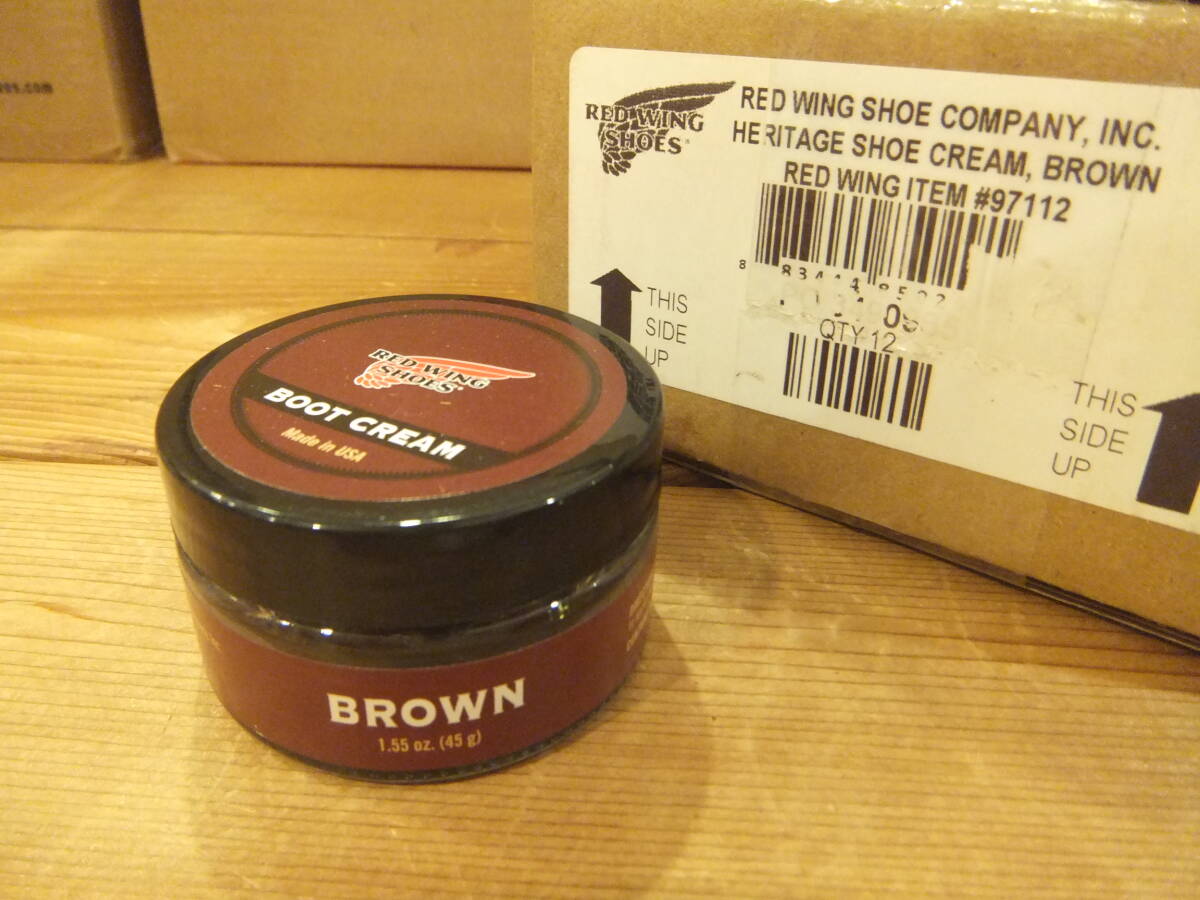 RED WING
SHOES
RED WING SHOE COMPANY, INC.
HERITAGE SHOE CREAM, BROWN
RED WING ITEM #97112
QTY 12
THIS
SIDE
UP
THIS
SIDE
UP
RED WING
SHOES
BOOT CREAM
Made in USA
BROWN
1.55 oz. (45 g)